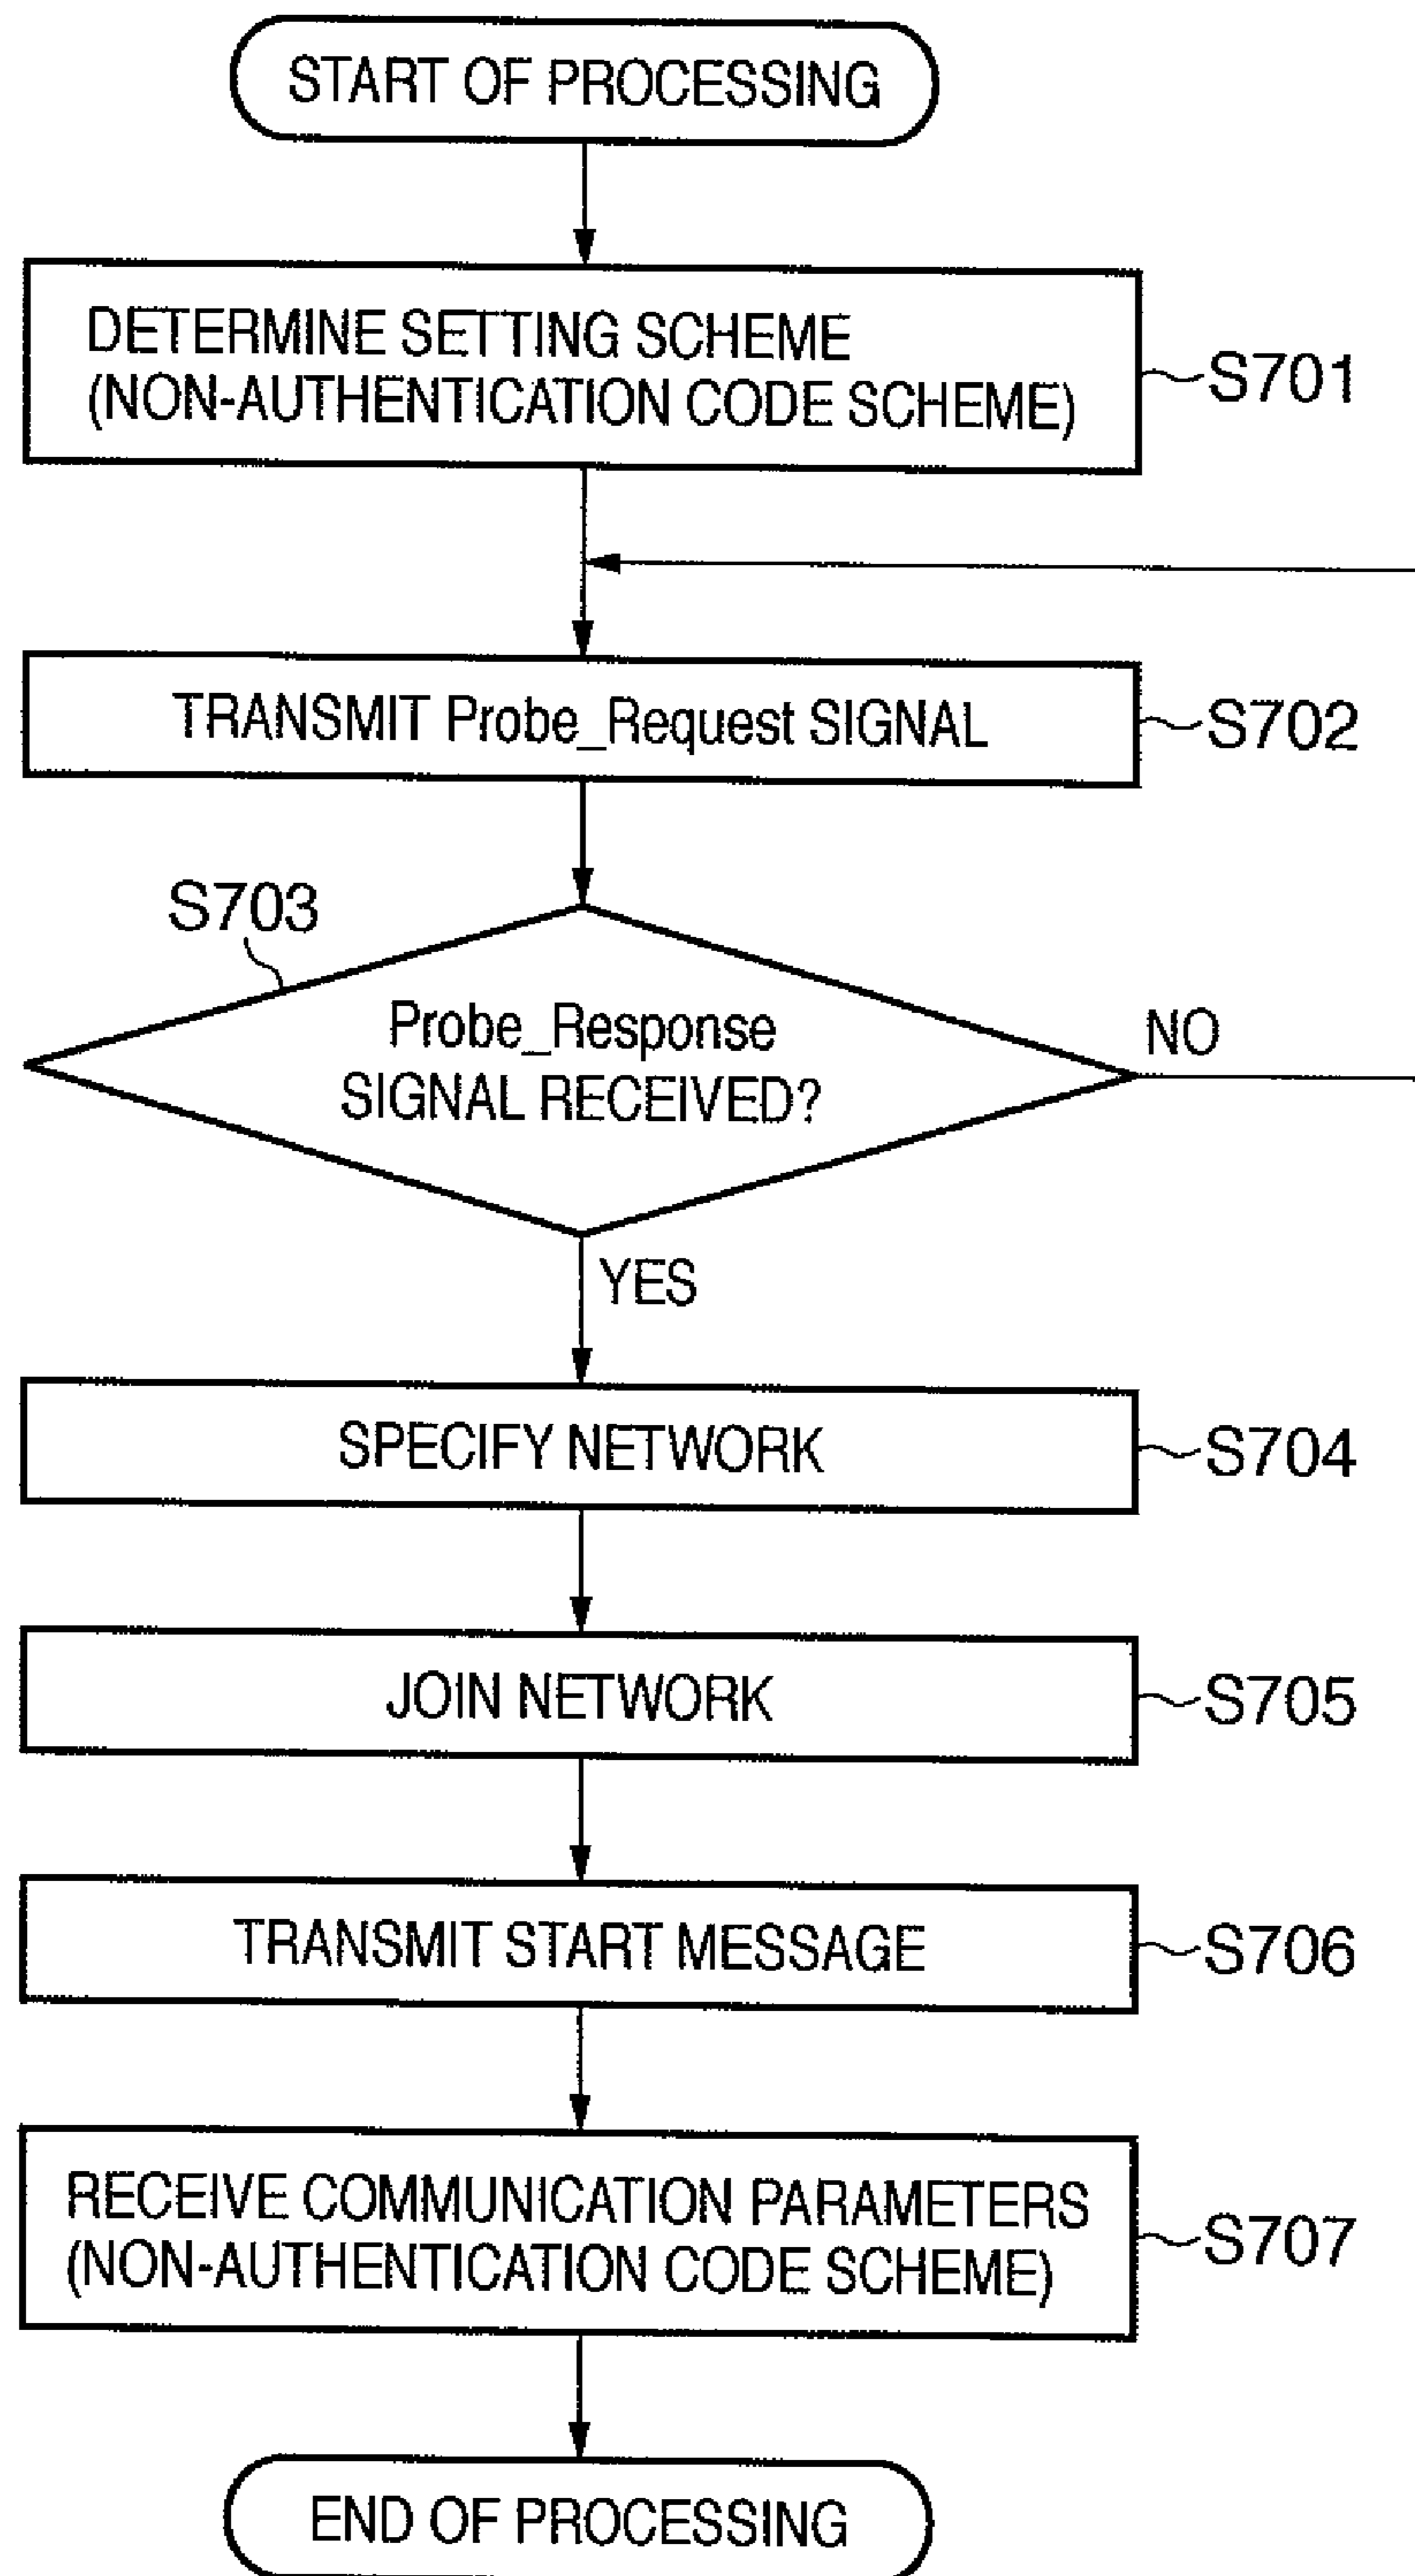 START OF PROCESSING
DETERMINE SETTING SCHEME
(NON-AUTHENTICATION CODE SCHEME)
S701
TRANSMIT Probe_Request SIGNAL
S702
S703
Probe_Response
SIGNAL RECEIVED?
NO
YES
SPECIFY NETWORK
S704
JOIN NETWORK
S705
TRANSMIT START MESSAGE
S706
RECEIVE COMMUNICATION PARAMETERS
(NON-AUTHENTICATION CODE SCHEME)
S707
END OF PROCESSING